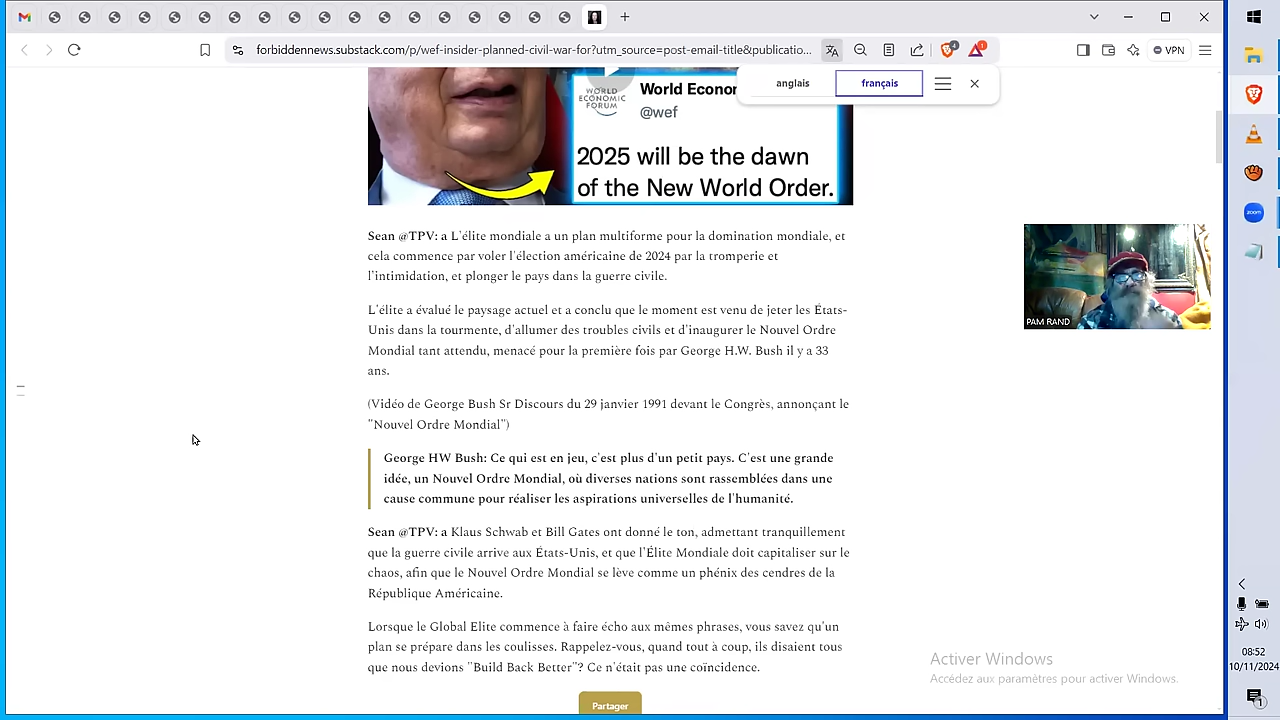 forbiddennews.substack.com/p/wef-insider-planned-civil-war-for?utm_source=post-email-title&publicatio...
VPN
anglais
français
WORLD
ECONOMIC
FORUM
World Econor
@wef
2025 will be the dawn
of the New World Order.
Sean @TPV: a L'élite mondiale a un plan multiforme pour la domination mondiale, et
cela commence par voler l'élection américaine de 2024 par la tromperie et
l'intimidation, et plonger le pays dans la guerre civile.
L'élite a évalué le paysage actuel et a conclu que le moment est venu de jeter les États-
Unis dans la tourmente, d'allumer des troubles civils et d'inaugurer le Nouvel Ordre
Mondial tant attendu, menacé pour la première fois par George H.W. Bush il y a 33
ans.
(Vidéo de George Bush Sr Discours du 29 janvier 1991 devant le Congrès, annonçant le
"Nouvel Ordre Mondial")
George HW Bush: Ce qui est en jeu, c'est plus d'un petit pays. C'est une grande
idée, un Nouvel Ordre Mondial, où diverses nations sont rassemblées dans une
cause commune pour réaliser les aspirations universelles de l'humanité.
Sean @TPV: a Klaus Schwab et Bill Gates ont donné le ton, admettant tranquillement
que la guerre civile arrive aux États-Unis, et que l'Élite Mondiale doit capitaliser sur le
chaos, afin que le Nouvel Ordre Mondial se lève comme un phénix des cendres de la
République Américaine.
Lorsque le Global Elite commence à faire écho aux mêmes phrases, vous savez qu'un
plan se prépare dans les coulisses. Rappelez-vous, quand tout à coup, ils disaient tous
que nous devions "Build Back Better"? Ce n'était pas une coïncidence.
Partager
PAM RAND
zoom
Activer Windows
Accédez aux paramètres pour activer Windows.
08:52
10/11/2024